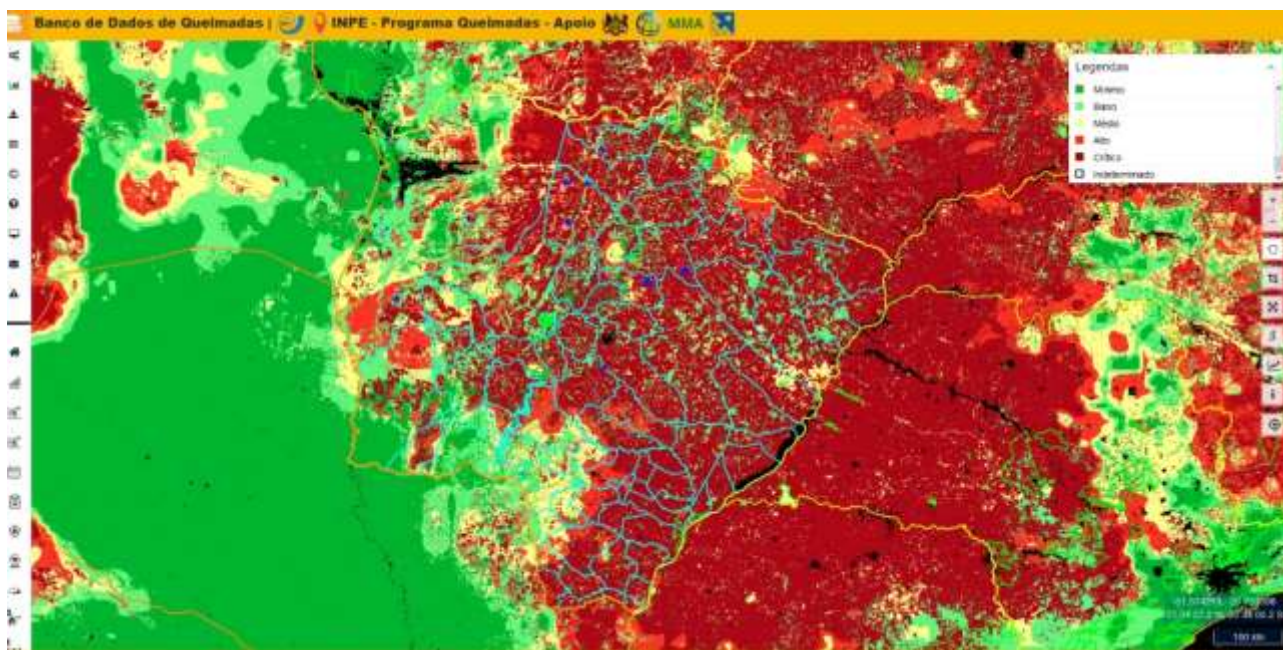 Banco de Dados de Queimadas | INPE - Programa Queimadas - Apoio MMA
Legendas
Mínimo
Baixo
Médio
Alto
Crítico
Indeterminado
100 km